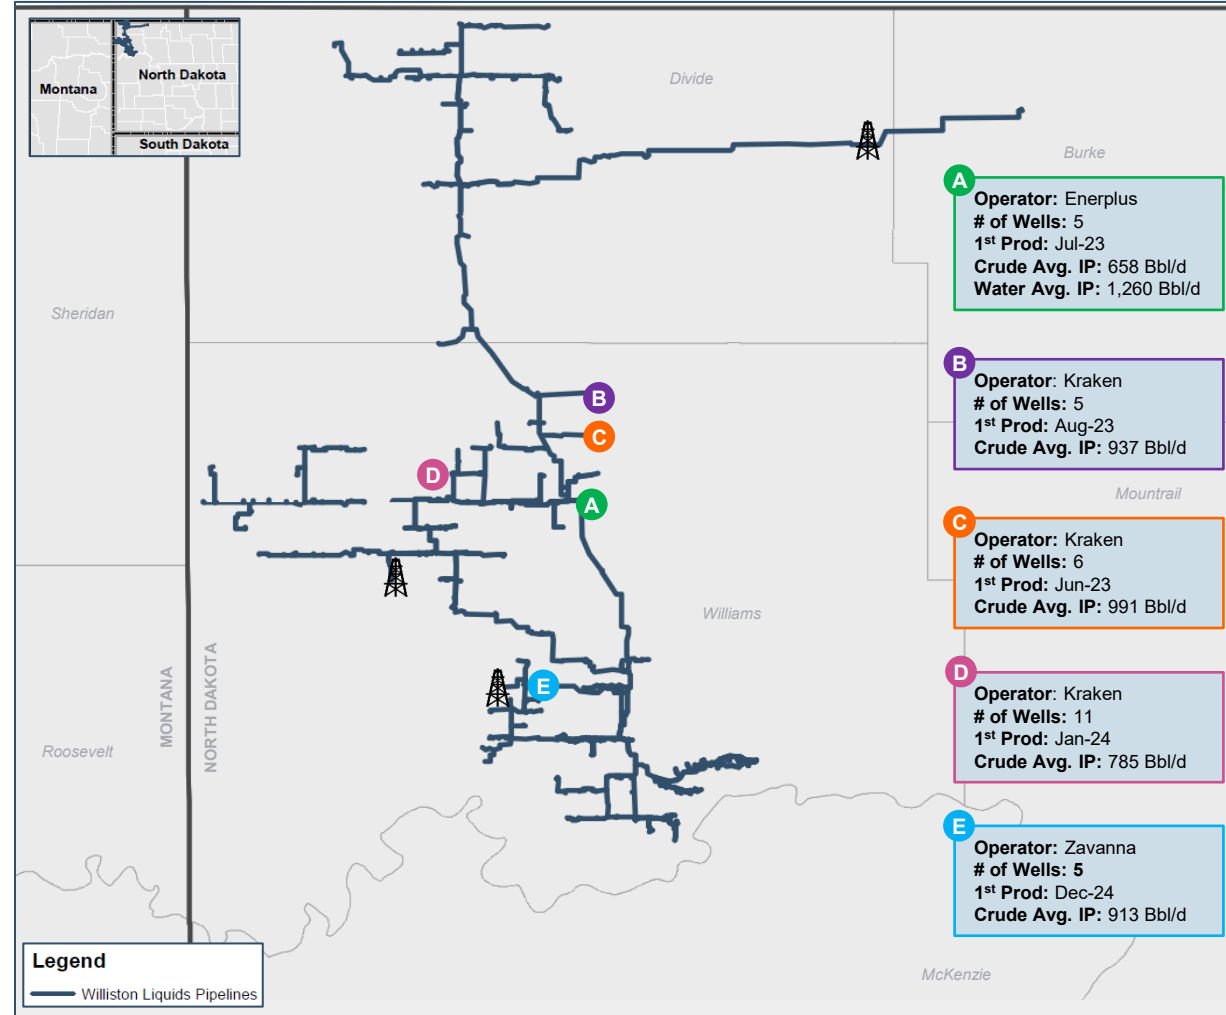 Montana
North Dakota
South Dakota
Divide
Burke
Sheridan
Mountrail
Williams
Roosevelt
MONTANA
NORTH DAKOTA
McKenzie
B
C
D
A
E
A
Operator: Enerplus
# of Wells: 5
1st Prod: Jul-23
Crude Avg. IP: 658 Bbl/d
Water Avg. IP: 1,260 Bbl/d
B
Operator: Kraken
# of Wells: 5
1st Prod: Aug-23
Crude Avg. IP: 937 Bbl/d
C
Operator: Kraken
# of Wells: 6
1st Prod: Jun-23
Crude Avg. IP: 991 Bbl/d
D
Operator: Kraken
# of Wells: 11
1st Prod: Jan-24
Crude Avg. IP: 785 Bbl/d
E
Operator: Zavanna
# of Wells: 5
1st Prod: Dec-24
Crude Avg. IP: 913 Bbl/d
Legend
Williston Liquids Pipelines